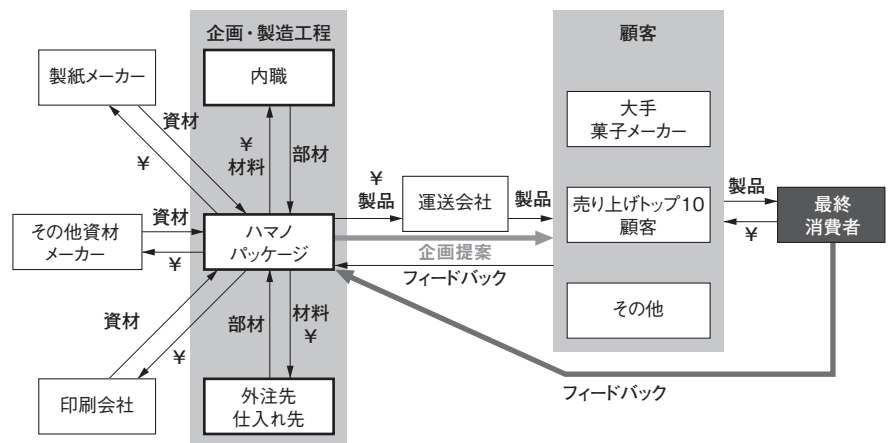 企画・製造工程
顧客
製紙メーカー
内職
大手
菓子メーカー
資材
¥
¥
材料
部材
¥
製品
運送会社
製品
売り上げトップ10
顧客
製品
¥
最終
消費者
その他資材
メーカー
資材
¥
ハマノ
パッケージ
企画提案
フィードバック
資材
¥
部材
材料
¥
その他
印刷会社
外注先
仕入れ先
フィードバック